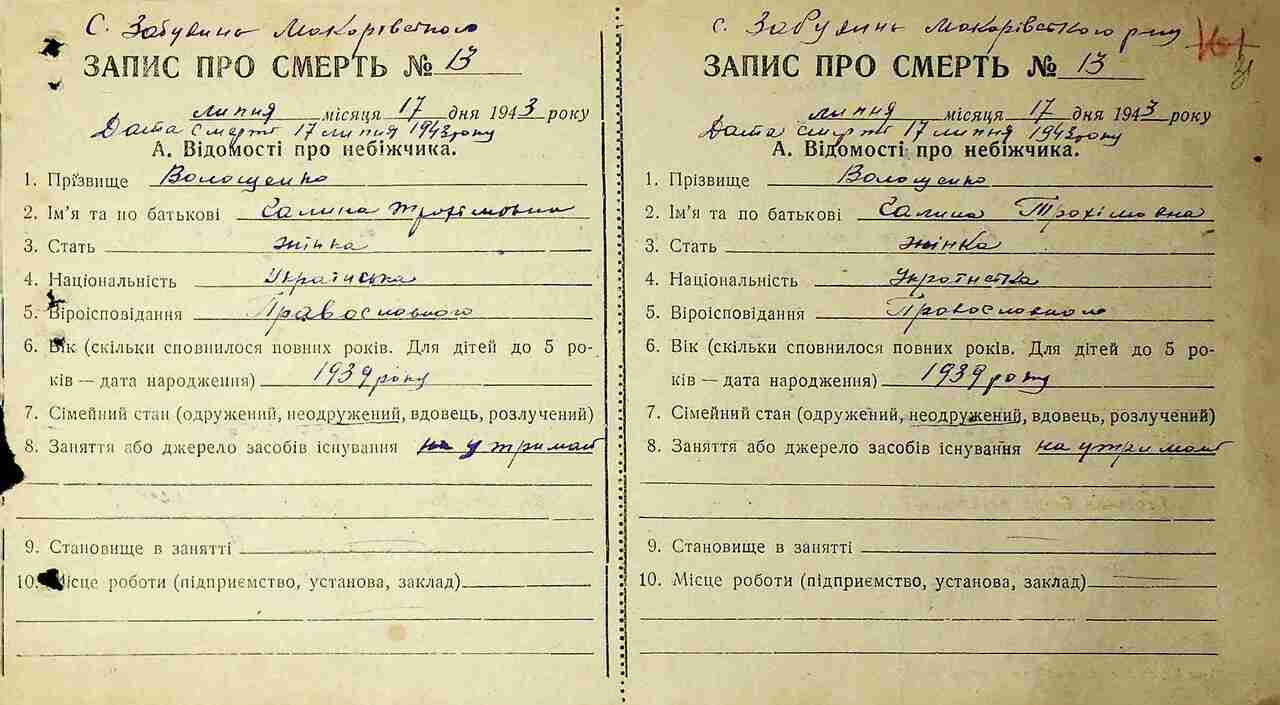 с. Забуяння Макарівського
ЗАПИС ПРО СМЕРТЬ № 13
липня місяця 17 дня 1943 року
Дата смерти 17 липня 1943 року
А. Відомості про небіжчика.
1. Прізвище Волощенко
2. Ім’я та по батькові Галина Трохимовна
3. Стать жінка
4. Національність Українська
5. Віроісповідання Православного
6. Вік (скільки сповнилося повних років. Для дітей до 5 ро-
ків — дата народження) 1939 року
7. Сімейний стан (одружений, неодружений, вдовець, розлучений)
8. Заняття або джерело засобів існування на утриман
9. Становище в занятті
10. Місце роботи (підприємство, установа, заклад)
с. Забуяння Макарівського р-ну
161
ЗАПИС ПРО СМЕРТЬ № 13
липня місяця 17 дня 1943 року
Дата смерти 17 липня 1943 року
А. Відомості про небіжчика.
1. Прізвище Волощенко
2. Ім’я та по батькові Галина Трохімовна
3. Стать жінка
4. Національність Українська
5. Віроісповідання Православного
6. Вік (скільки сповнилося повних років. Для дітей до 5 ро-
ків — дата народження) 1939 року
7. Сімейний стан (одружений, неодружений, вдовець, розлучений)
8. Заняття або джерело засобів існування на утриман
9. Становище в занятті
10. Місце роботи (підприємство, установа, заклад)